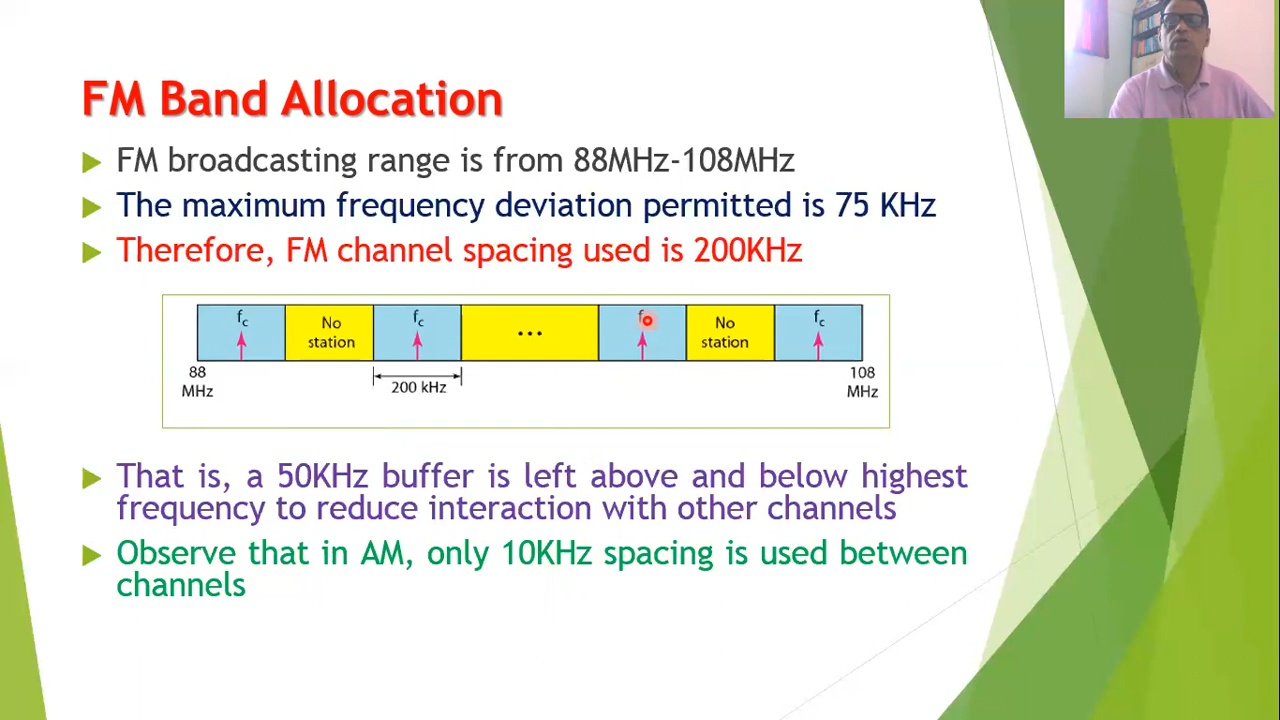 FM Band Allocation
FM broadcasting range is from 88MHz-108MHz
The maximum frequency deviation permitted is 75 KHz
Therefore, FM channel spacing used is 200KHz
fc No station fc ... f No station fc
200 kHz
88 MHz 108 MHz
That is, a 50KHz buffer is left above and below highest
frequency to reduce interaction with other channels
Observe that in AM, only 10KHz spacing is used between
channels